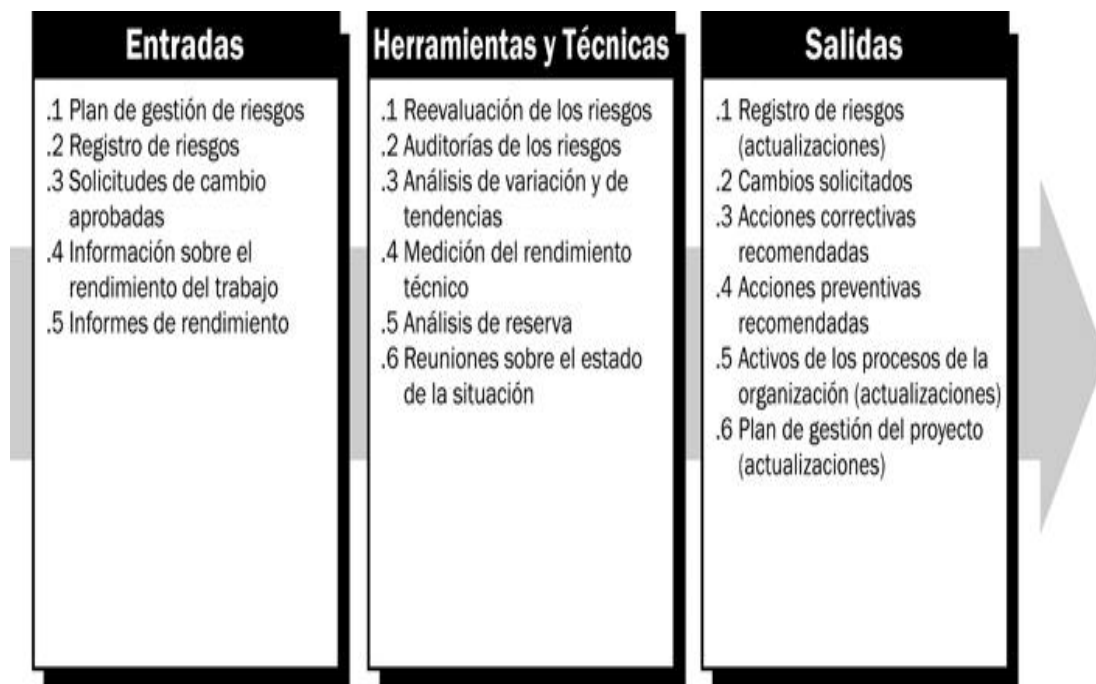 Entradas
.1 Plan de gestión de riesgos
.2 Registro de riesgos
.3 Solicitudes de cambio
aprobadas
.4 Información sobre el
rendimiento del trabajo
.5 Informes de rendimiento
Herramientas y Técnicas
.1 Reevaluación de los riesgos
.2 Auditorías de los riesgos
.3 Análisis de variación y de
tendencias
.4 Medición del rendimiento
técnico
.5 Análisis de reserva
.6 Reuniones sobre el estado
de la situación
Salidas
.1 Registro de riesgos
(actualizaciones)
.2 Cambios solicitados
.3 Acciones correctivas
recomendadas
.4 Acciones preventivas
recomendadas
.5 Activos de los procesos de la
organización (actualizaciones)
.6 Plan de gestión del proyecto
(actualizaciones)